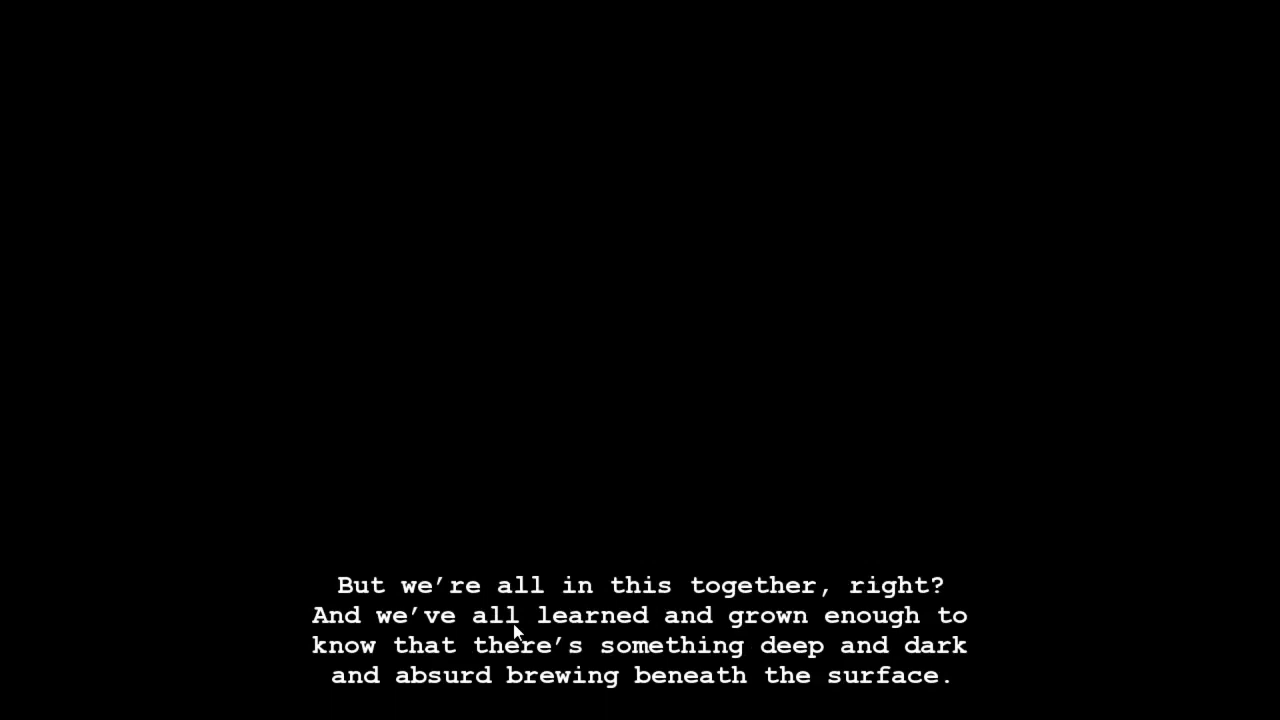 But we’re all in this together, right?
And we’ve all learned and grown enough to
know that there’s something deep and dark
and absurd brewing beneath the surface.